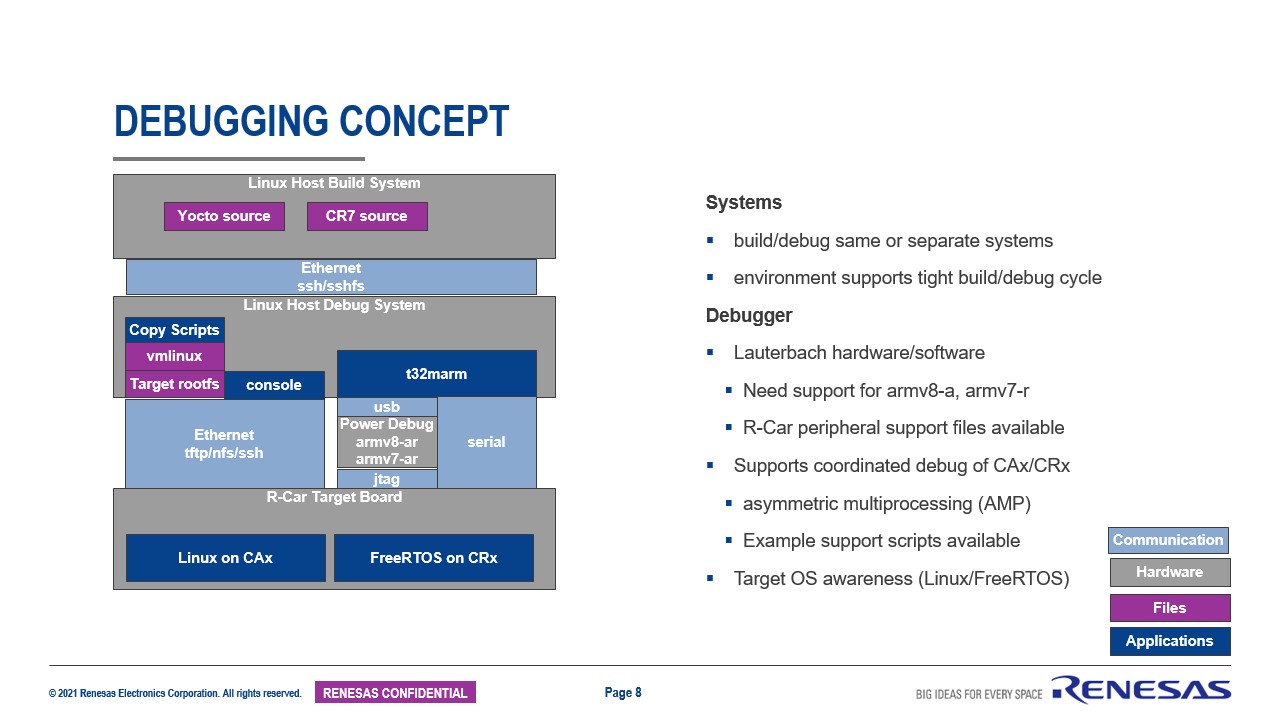 DEBUGGING CONCEPT
Linux Host Build System
Yocto source
CR7 source
Ethernet
ssh/sshfs
Linux Host Debug System
Copy Scripts
vmlinux
Target rootfs
console
t32marm
Ethernet
tftp/nfs/ssh
usb
Power Debug
armv8-ar
armv7-ar
jtag
serial
R-Car Target Board
Linux on CAx
FreeRTOS on CRx
Systems
build/debug same or separate systems
environment supports tight build/debug cycle
Debugger
Lauterbach hardware/software
Need support for armv8-a, armv7-r
R-Car peripheral support files available
Supports coordinated debug of CAx/CRx
asymmetric multiprocessing (AMP)
Example support scripts available
Target OS awareness (Linux/FreeRTOS)
Communication
Hardware
Files
Applications
© 2021 Renesas Electronics Corporation. All rights reserved.
RENESAS CONFIDENTIAL
Page 8
BIG IDEAS FOR EVERY SPACE
RENESAS